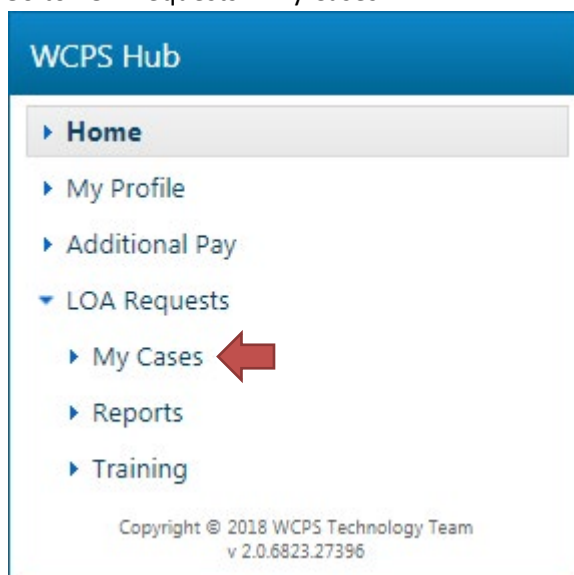 WCPS Hub
Home
My Profile
Additional Pay
LOA Requests
My Cases
Reports
Training
Copyright © 2018 WCPS Technology Team
v 2.0.6823.27396